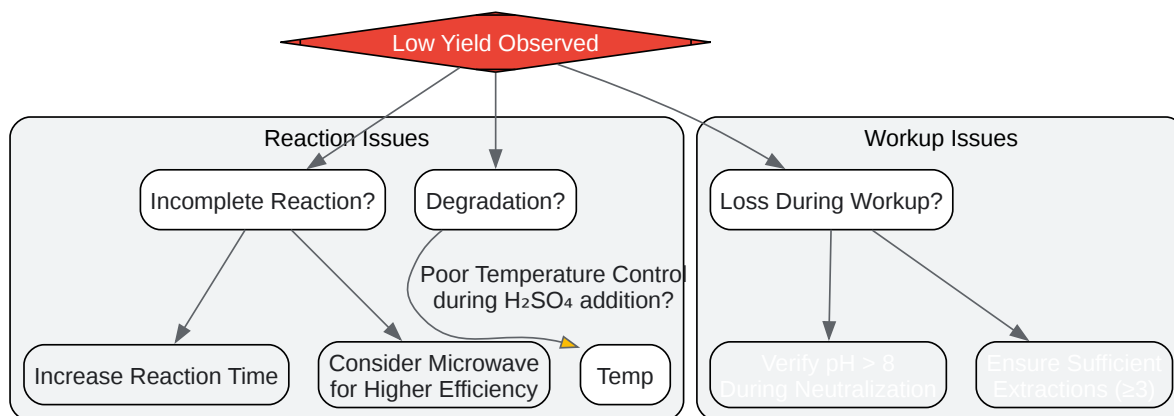 Low Yield Observed
Reaction Issues
Workup Issues
Incomplete Reaction?
Degradation?
Loss During Workup?
Poor Temperature Control
during H₂SO₄ addition?
Increase Reaction Time
Consider Microwave
for Higher Efficiency
Temp
Verify pH > 8
During Neutralization
Ensure Sufficient
Extractions (≥3)